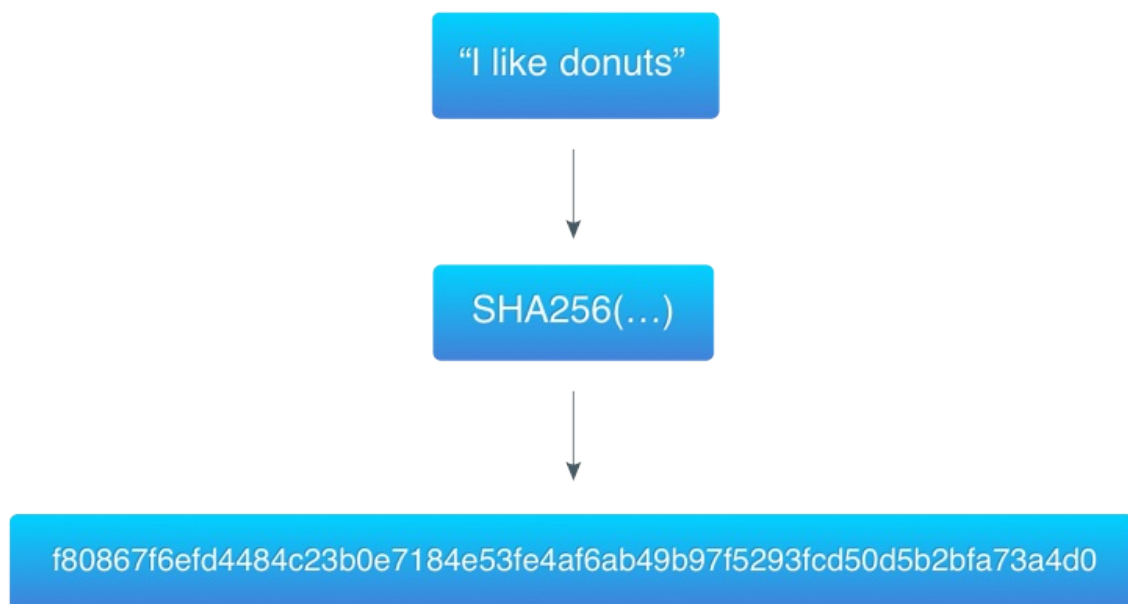 “I like donuts”
SHA256(…)
f80867f6efd4484c23b0e7184e53fe4af6ab49b97f5293fcd50d5b2bfa73a4d0